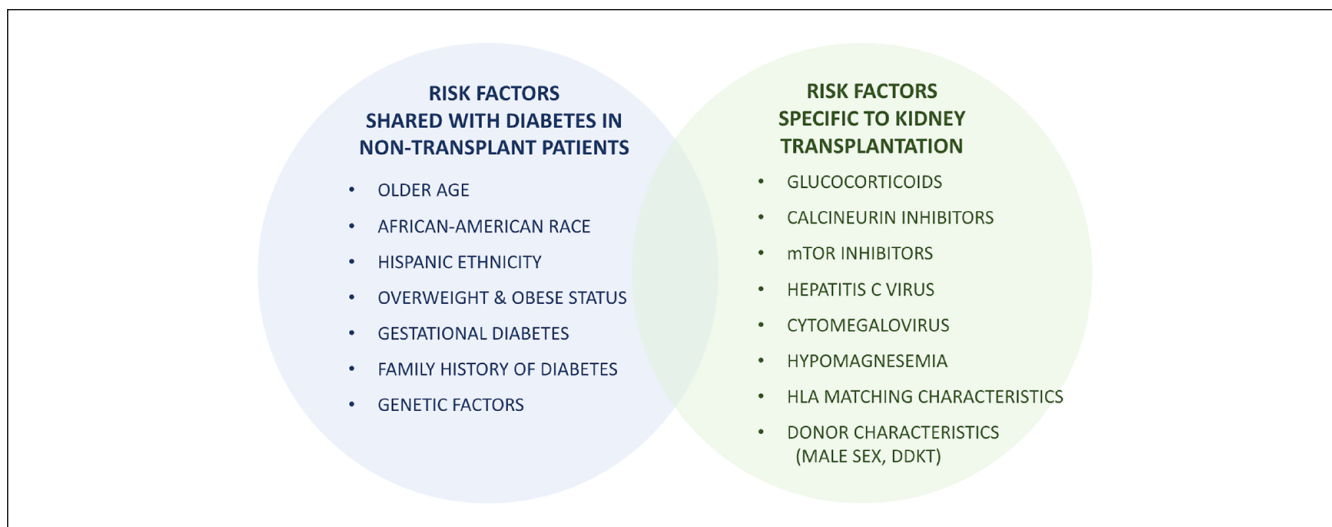 RISK FACTORS
SHARED WITH DIABETES IN
NON-TRANSPLANT PATIENTS
• OLDER AGE
• AFRICAN-AMERICAN RACE
• HISPANIC ETHNICITY
• OVERWEIGHT & OBESE STATUS
• GESTATIONAL DIABETES
• FAMILY HISTORY OF DIABETES
• GENETIC FACTORS
RISK FACTORS
SPECIFIC TO KIDNEY
TRANSPLANTATION
• GLUCOCORTICOIDS
• CALCINEURIN INHIBITORS
• mTOR INHIBITORS
• HEPATITIS C VIRUS
• CYTOMEGALOVIRUS
• HYPOMAGNESEMIA
• HLA MATCHING CHARACTERISTICS
• DONOR CHARACTERISTICS
(MALE SEX, DDKT)